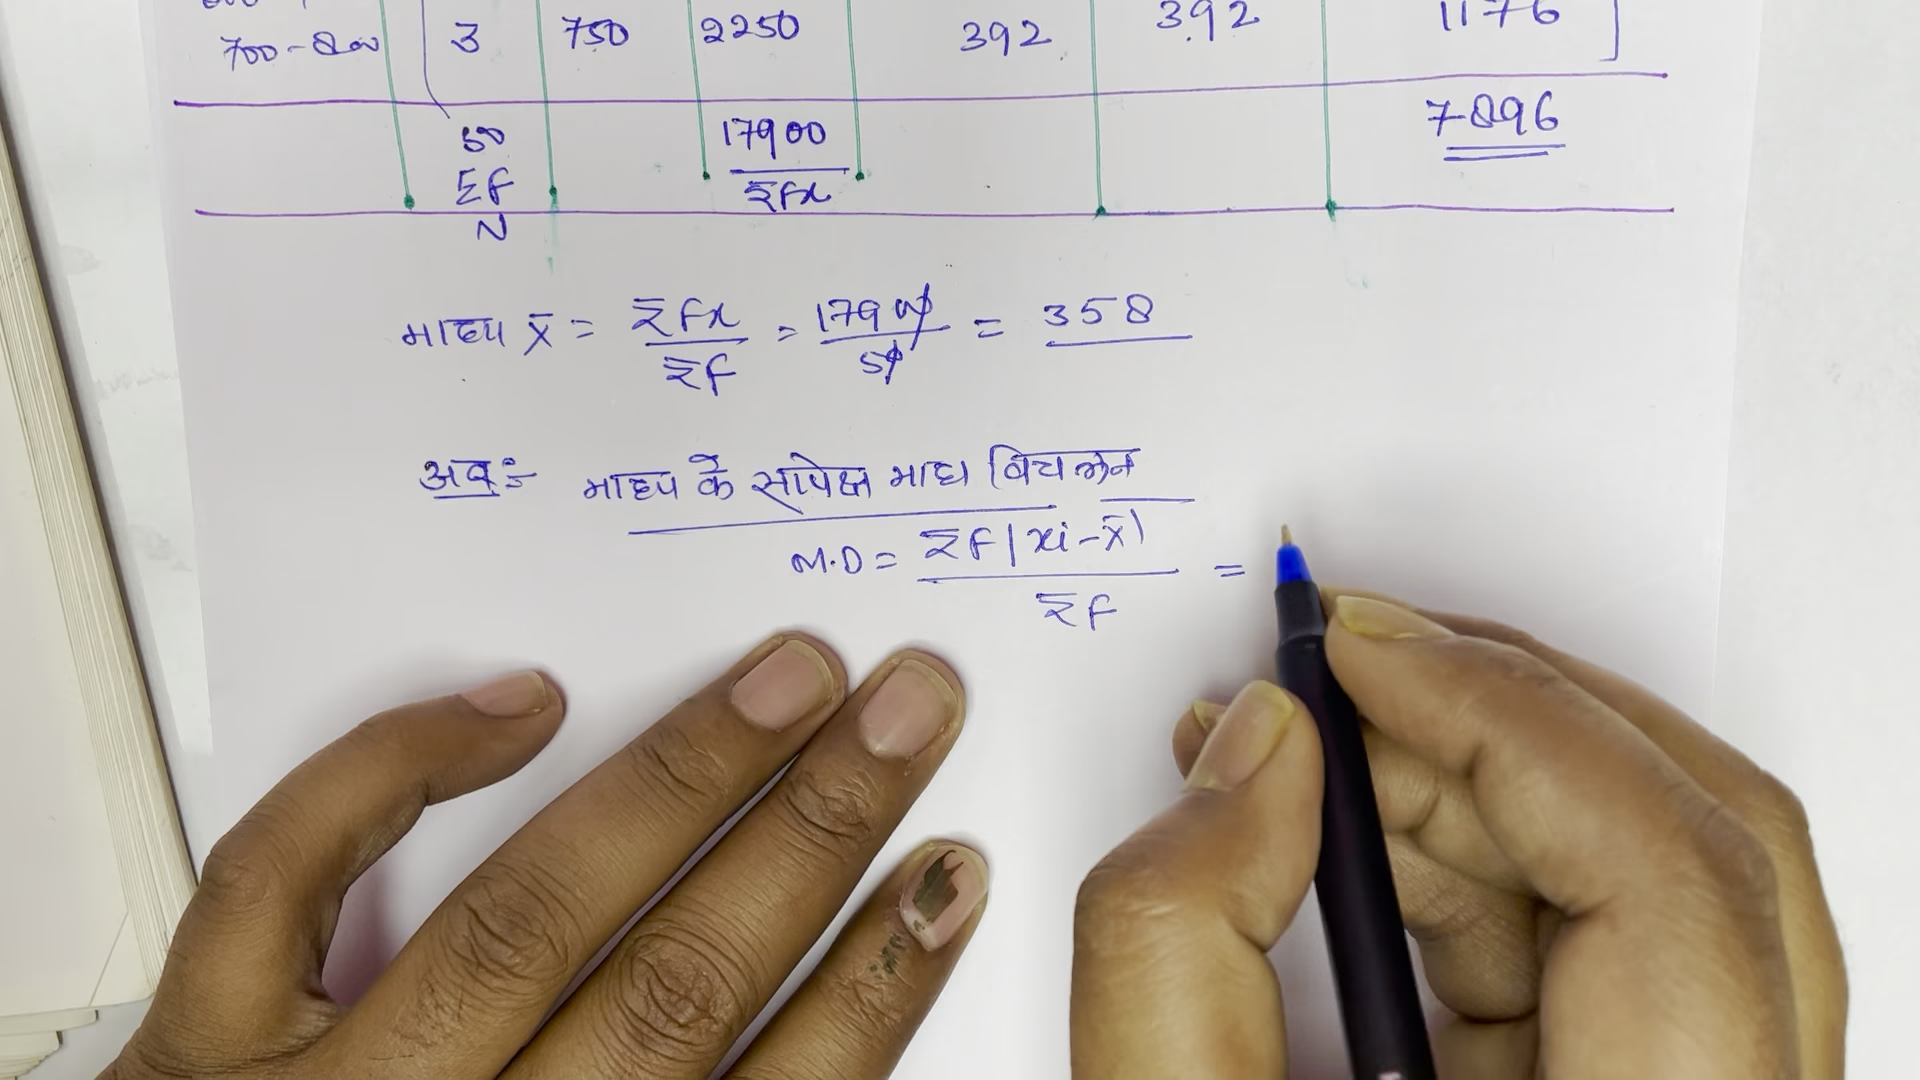 700-800 3 750 2250 392 392 1176
50 17900 7896
Σf Σfx
N
माध्य x̄ = Σfx / Σf = 17900 / 50 = 358
अब :- माध्य के सापेक्ष माध्य विचलन
M.D = Σf|xi-x̄| / Σf =